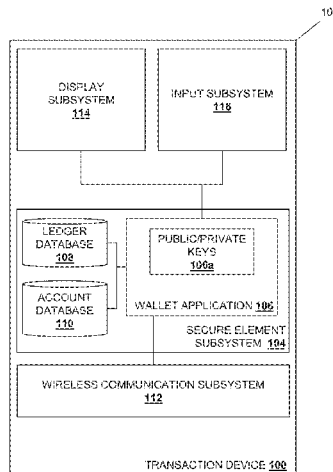 10
DISPLAY
SUBSYSTEM
114
INPUT SUBSYSTEM
116
LEDGER
DATABASE
108
PUBLIC/PRIVATE
KEYS
106a
ACCOUNT
DATABASE
110
WALLET APPLICATION 106
SECURE ELEMENT
SUBSYSTEM 104
WIRELESS COMMUNICATION SUBSYSTEM
112
TRANSACTION DEVICE 100